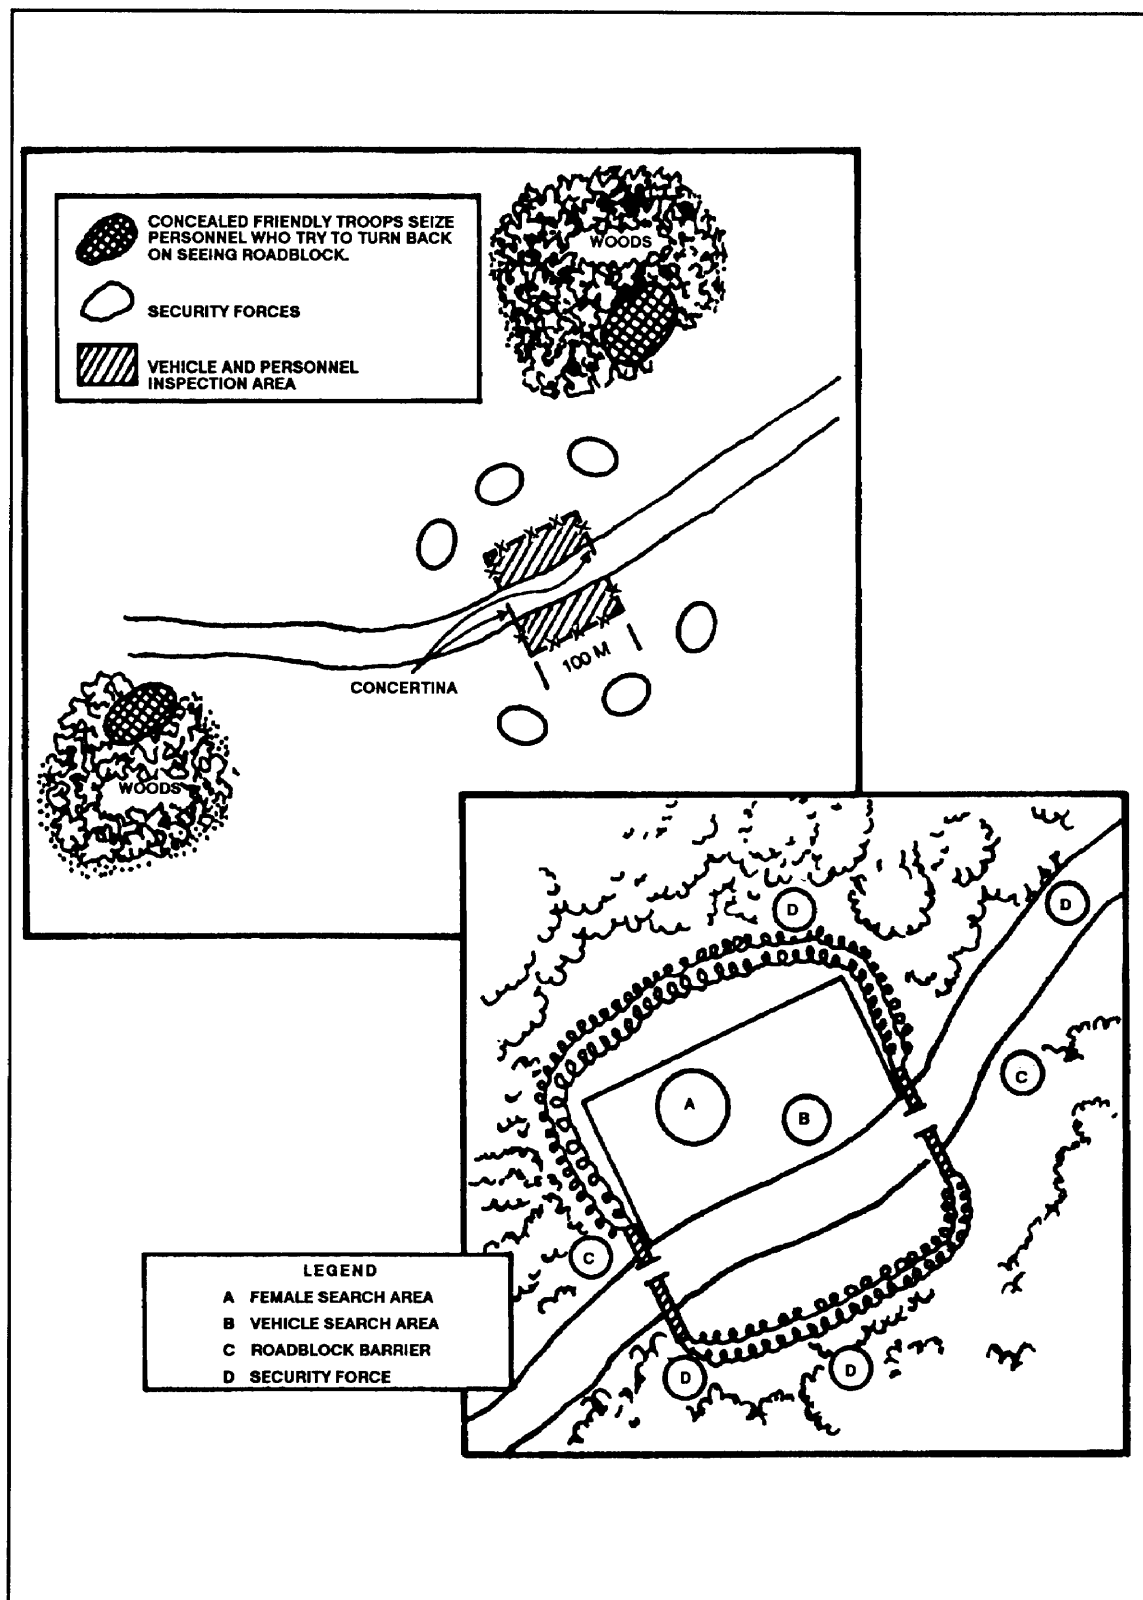 CONCEALED FRIENDLY TROOPS SEIZE
PERSONNEL WHO TRY TO TURN BACK
ON SEEING ROADBLOCK.
SECURITY FORCES
VEHICLE AND PERSONNEL
INSPECTION AREA
WOODS
100 M
CONCERTINA
WOODS
D
D
C
A
B
C
D
D
LEGEND
A FEMALE SEARCH AREA
B VEHICLE SEARCH AREA
C ROADBLOCK BARRIER
D SECURITY FORCE